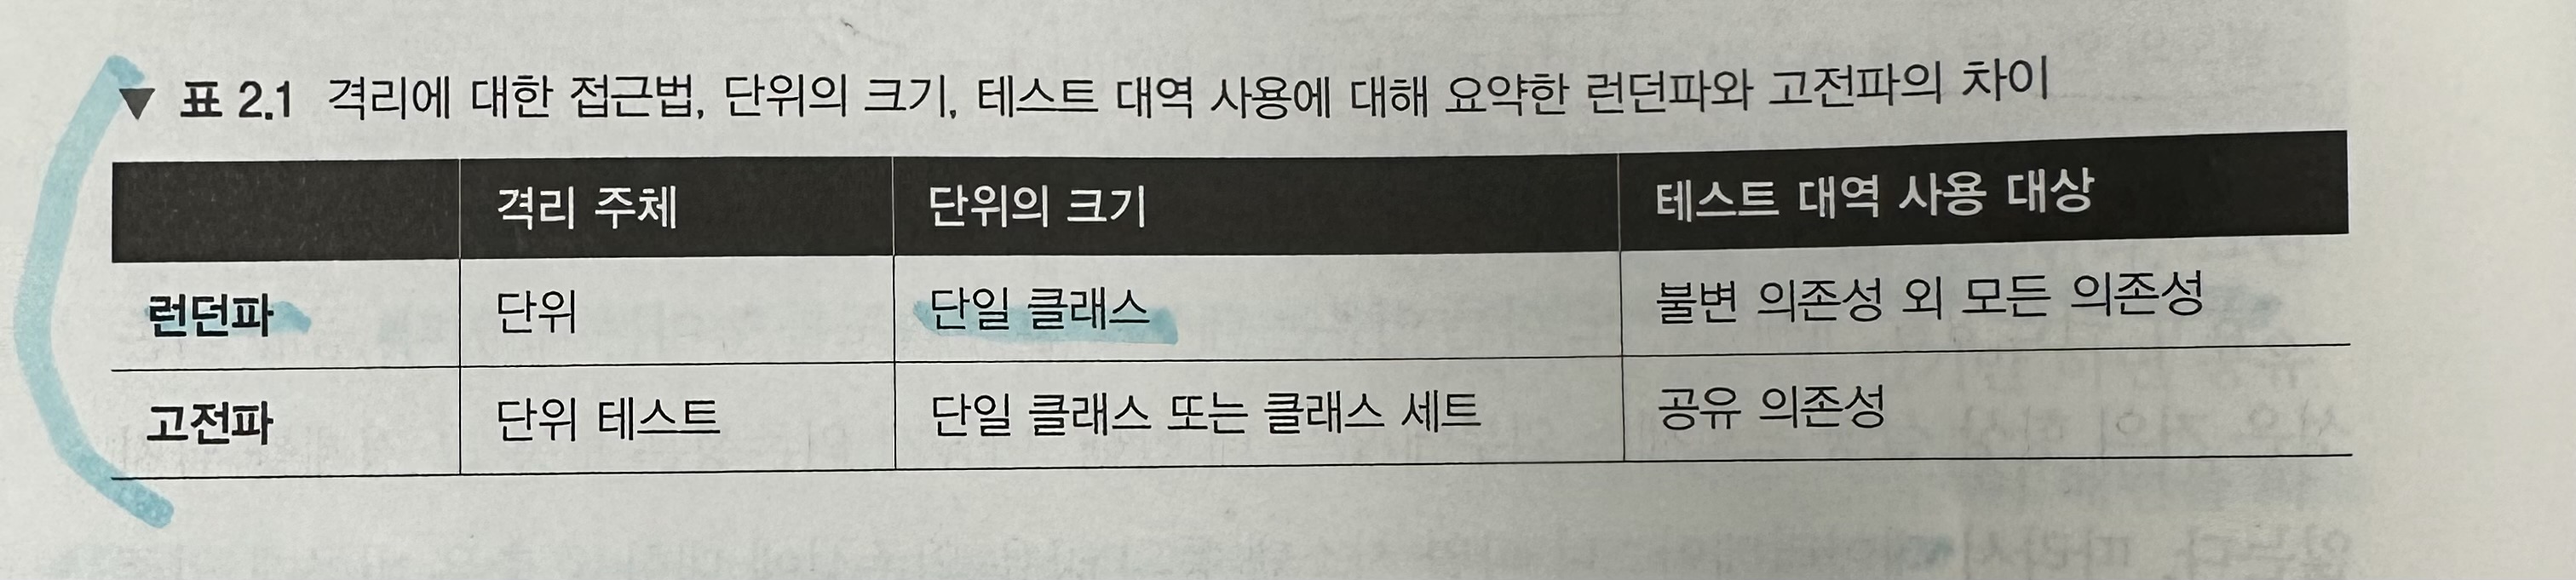 ▼ 표 2.1 격리에 대한 접근법, 단위의 크기, 테스트 대역 사용에 대해 요약한 런던파와 고전파의 차이
격리 주체 단위의 크기 테스트 대역 사용 대상
런던파 단위 단일 클래스 불변 의존성 외 모든 의존성
고전파 단위 테스트 단일 클래스 또는 클래스 세트 공유 의존성